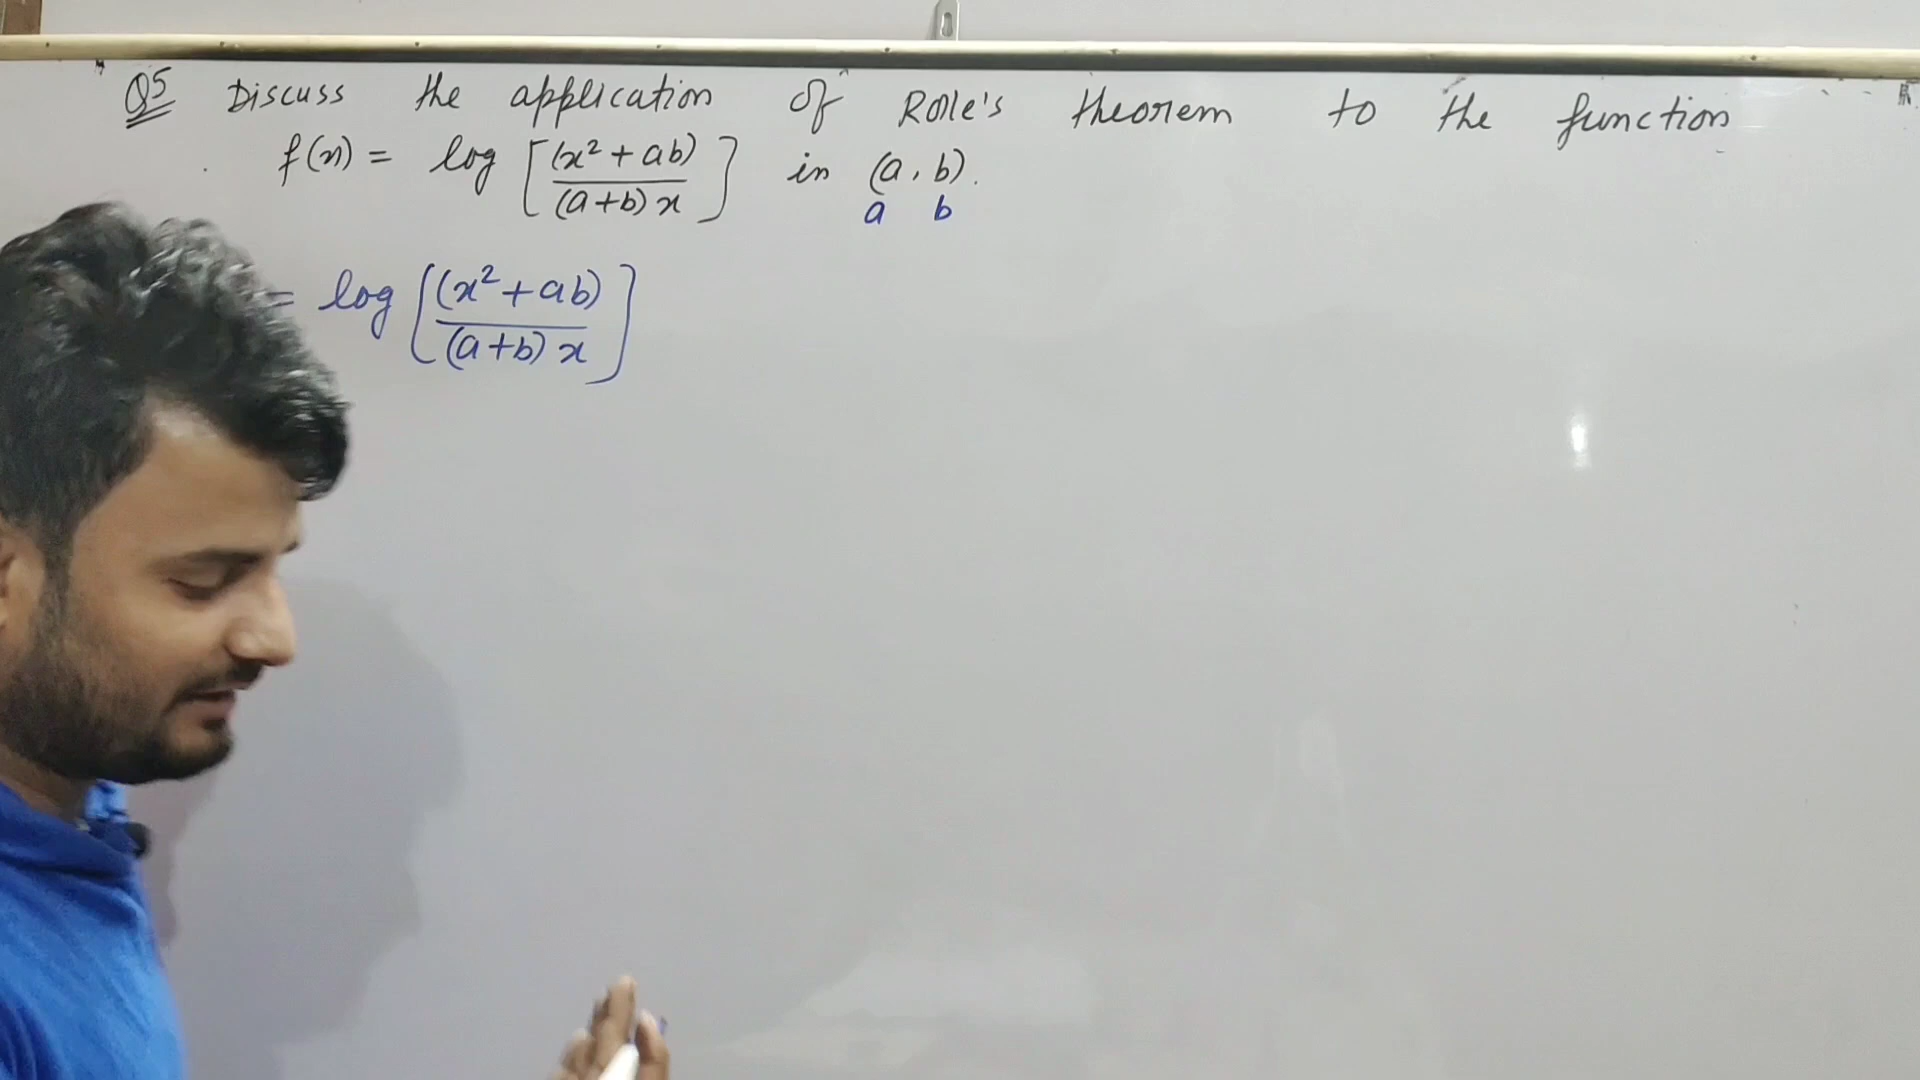 Q5 Discuss the application of Rolle's theorem to the function
f(x) = log [(x²+ab)/(a+b)x] in (a, b).
a b
= log [(x²+ab)/(a+b)x]